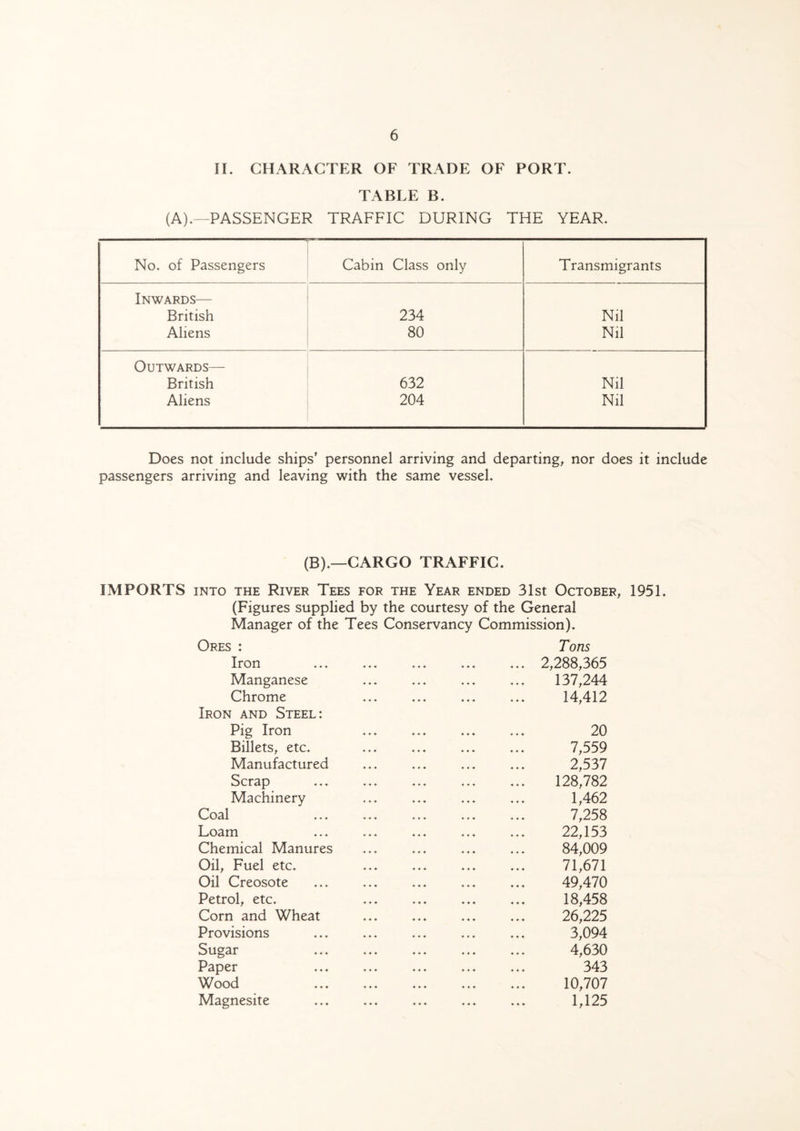 6
II. CHARACTER OF TRADE OF PORT.
TABLE B.
(A).—PASSENGER TRAFFIC DURING THE YEAR.
No. of Passengers Cabin Class only Transmigrants
INWARDS—
British 234 Nil
Aliens 80 Nil
OUTWARDS—
British 632 Nil
Aliens 204 Nil
Does not include ships' personnel arriving and departing, nor does it include
passengers arriving and leaving with the same vessel.
(B).—CARGO TRAFFIC.
IMPORTS INTO THE RIVER TEES FOR THE YEAR ENDED 31st OCTOBER, 1951.
(Figures supplied by the courtesy of the General
Manager of the Tees Conservancy Commission).
ORES : Tons
Iron ... ... ... ... ... 2,288,365
Manganese ... ... ... ... 137,244
Chrome ... ... ... ... 14,412
IRON AND STEEL:
Pig Iron ... ... ... ... 20
Billets, etc. ... ... ... ... 7,559
Manufactured ... ... ... ... 2,537
Scrap ... ... ... ... ... 128,782
Machinery ... ... ... ... 1,462
Coal ... ... ... ... ... 7,258
Loam ... ... ... ... ... 22,153
Chemical Manures ... ... ... ... 84,009
Oil, Fuel etc. ... ... ... ... 71,671
Oil Creosote ... ... ... ... ... 49,470
Petrol, etc. ... ... ... ... 18,458
Corn and Wheat ... ... ... ... 26,225
Provisions ... ... ... ... ... 3,094
Sugar ... ... ... ... ... 4,630
Paper ... ... ... ... ... 343
Wood ... ... ... ... ... 10,707
Magnesite ... ... ... ... ... 1,125